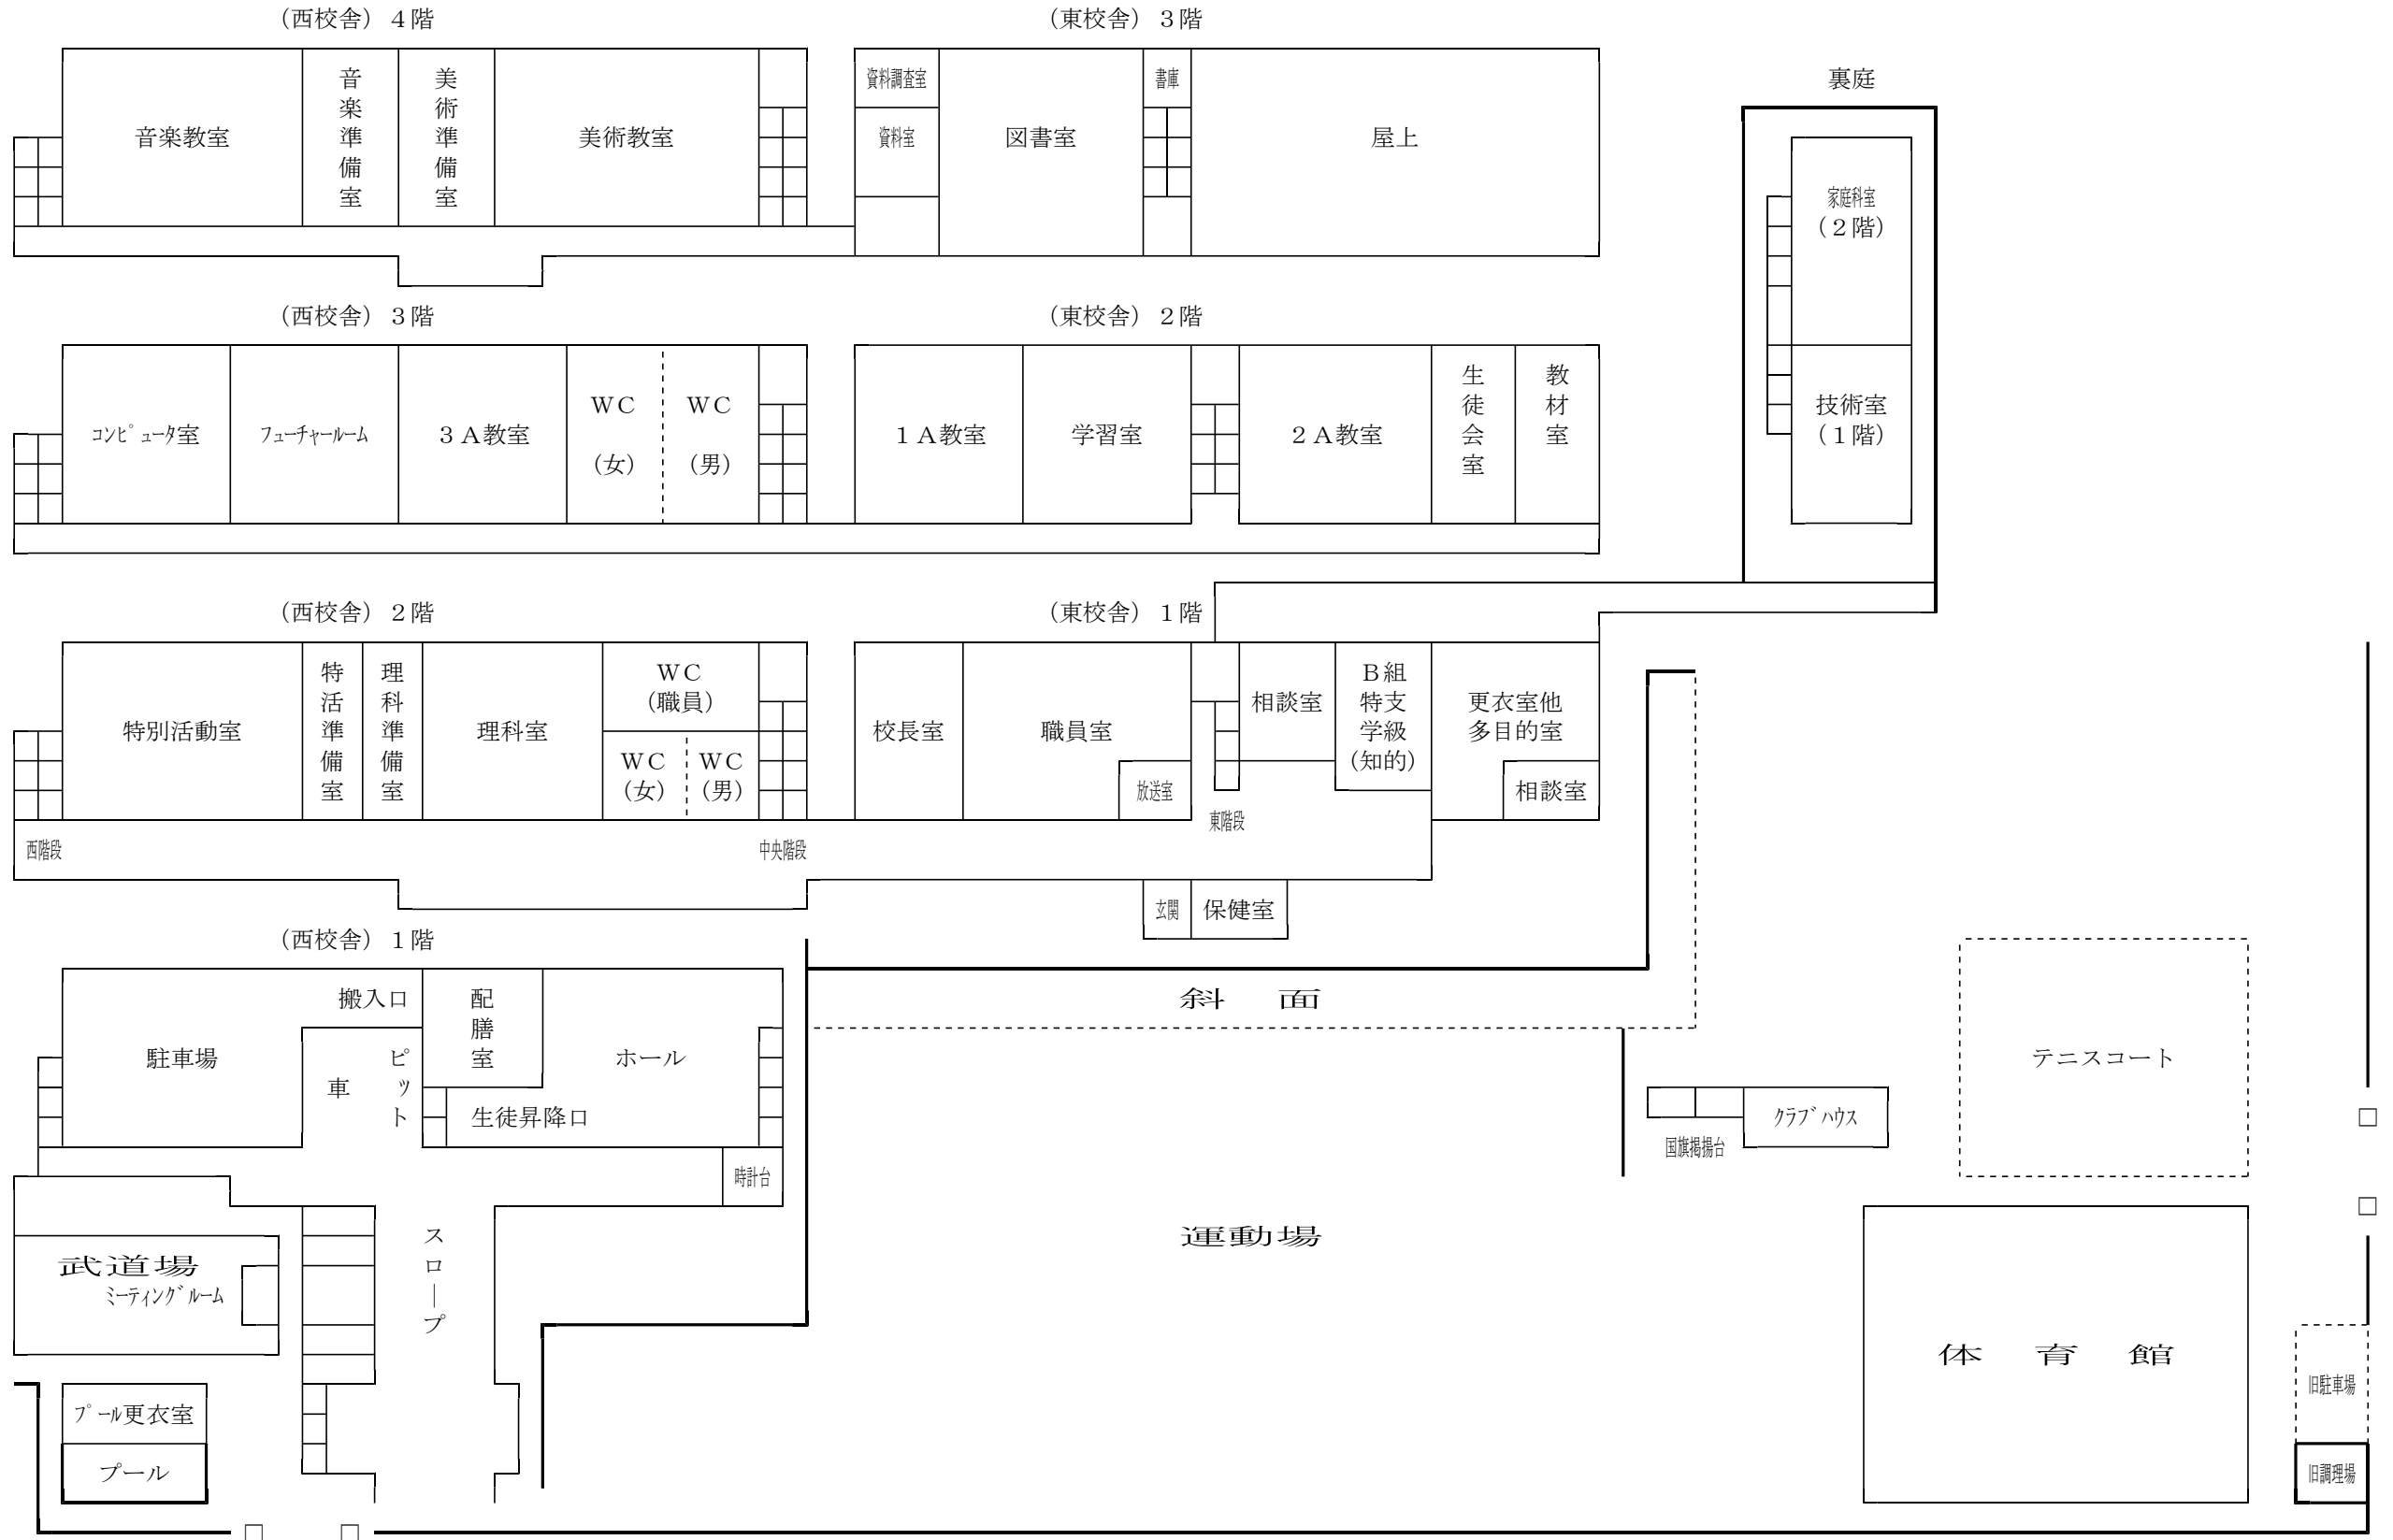 （西校舎）４階
（東校舎）３階
音楽教室
音楽準備室
美術準備室
美術教室
資料調査室
資料室
図書室
書庫
屋上
裏庭
家庭科室
（２階）
技術室
（１階）
（西校舎）３階
（東校舎）２階
ｺﾝﾋﾟｭｰﾀ室
ﾌｭｰﾁｬｰﾙｰﾑ
３Ａ教室
ＷＣ
（女）
ＷＣ
（男）
１Ａ教室
学習室
２Ａ教室
生徒会室
教材室
（西校舎）２階
（東校舎）１階
特別活動室
特活準備室
理科準備室
理科室
ＷＣ
（職員）
ＷＣ
（女）
ＷＣ
（男）
校長室
職員室
放送室
相談室
Ｂ組
特支
学級
（知的）
更衣室他
多目的室
相談室
東階段
西階段
中央階段
玄関
保健室
（西校舎）１階
搬入口
配膳室
駐車場
車
ピット
ホール
生徒昇降口
時計台
斜　面
テニスコート
ｸﾗﾌﾞﾊｳｽ
国旗掲揚台
スロープ
運動場
武道場
ﾐｰﾃｨﾝｸﾞﾙｰﾑ
体　育　館
旧駐車場
旧調理場
ﾌﾟｰﾙ更衣室
プール